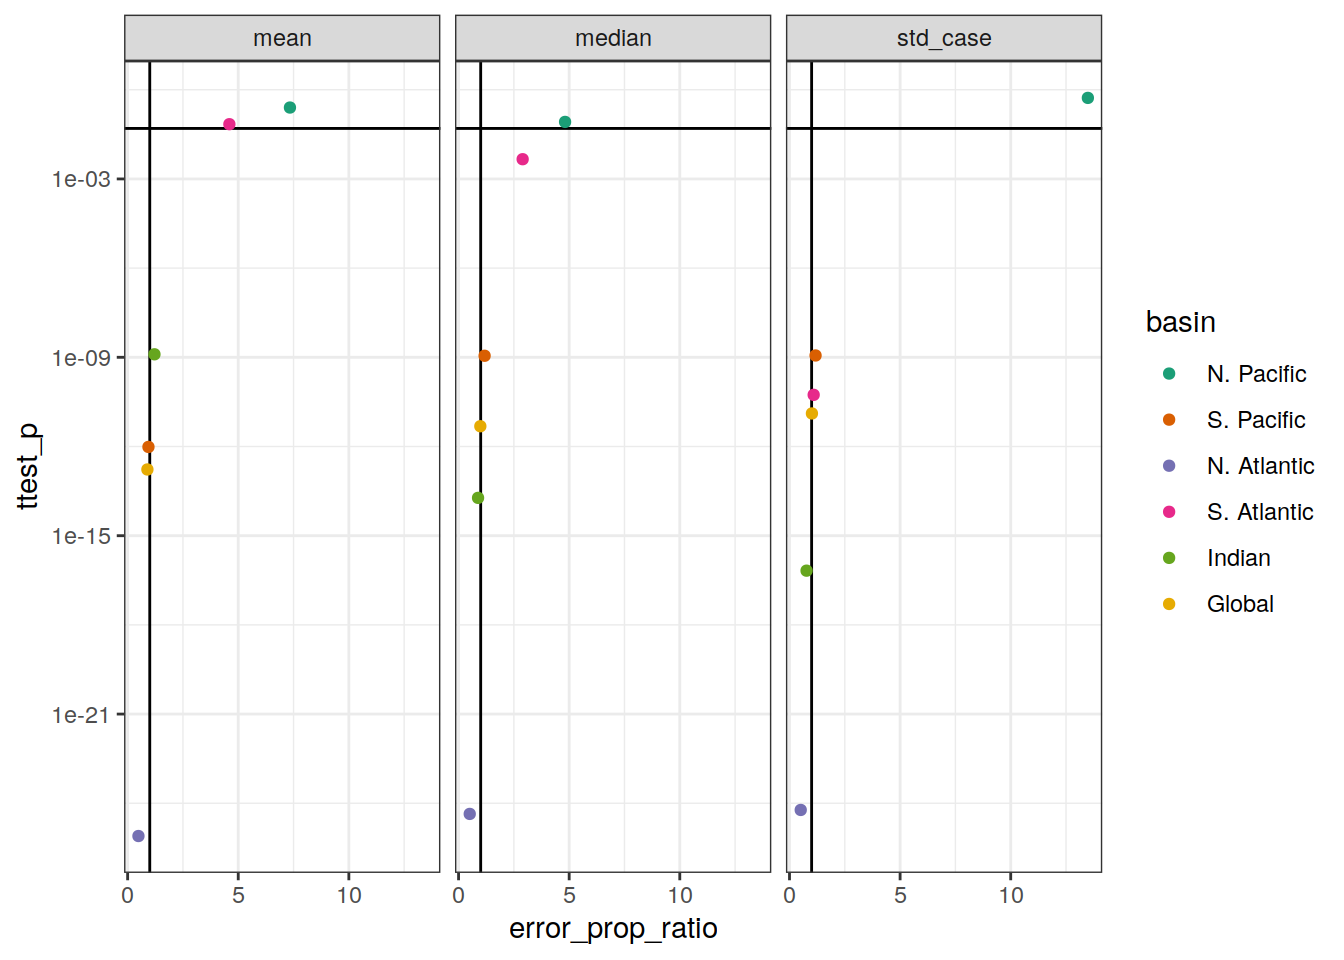 mean
median
std_case
1e-03
1e-09
1e-15
1e-21
ttest_p
0 5 10
0 5 10
0 5 10
error_prop_ratio
basin
N. Pacific
S. Pacific
N. Atlantic
S. Atlantic
Indian
Global